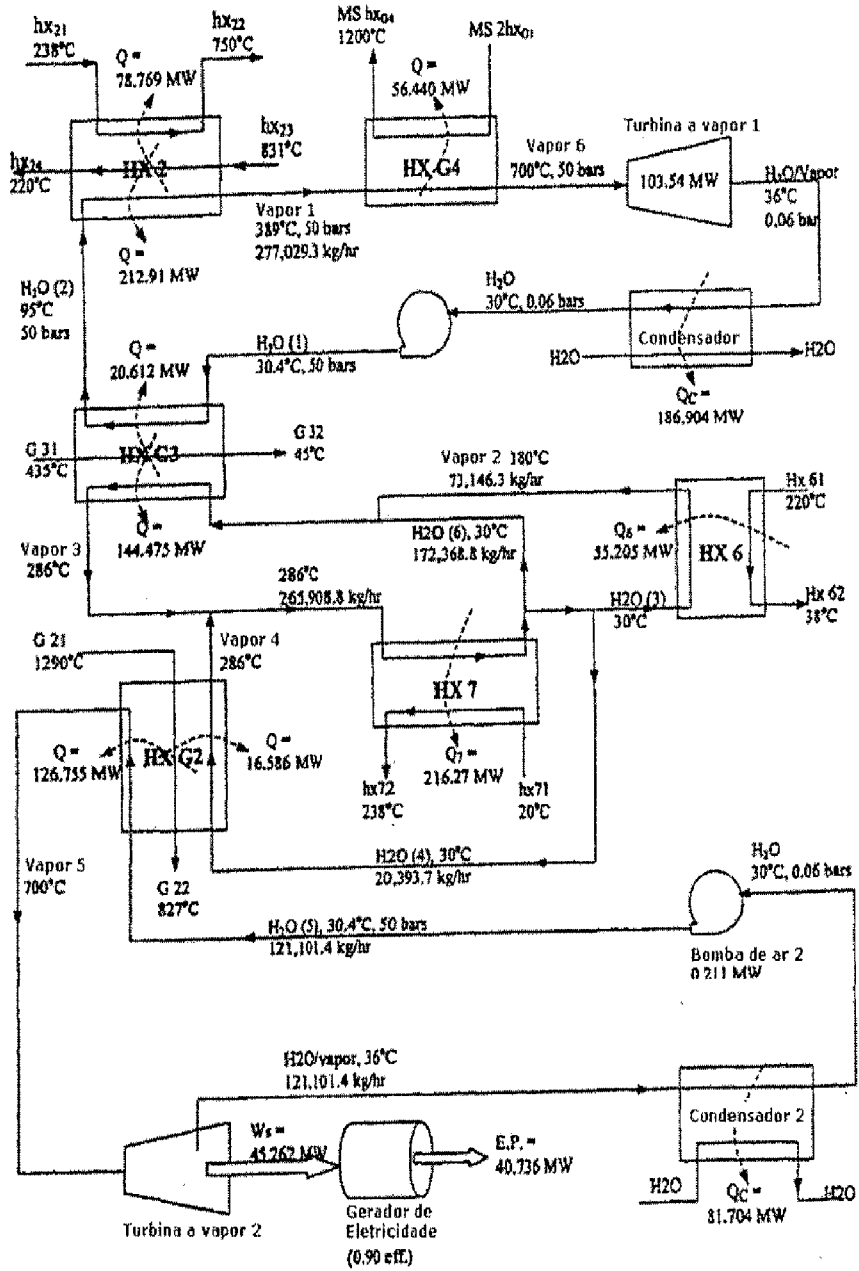 hx21
238°C
hx22
750°C
Q =
78.769 MW
MS hx04
1200°C
Q =
56.440 MW
MS 2hx01
hx23
831°C
hx24
220°C
HX 2
HX G4
Vapor 6
700°C, 50 bars
Turbina a vapor 1
103.54 MW
H2O/Vapor
36°C
0,06 bar
Vapor 1
389°C, 50 bars
277,029.3 kg/hr
Q =
212.91 MW
H2O (2)
95°C
50 bars
H2O
30°C, 0.06 bars
Condensador
H2O
H2O
QC =
186,904 MW
Q =
20.612 MW
H2O (1)
30.4°C, 50 bars
G 31
435°C
HX G3
G 32
45°C
Q =
144.475 MW
Vapor 2 180°C
73,146.3 kg/hr
H2O (6), 30°C
172,368.8 kg/hr
Hx 61
220°C
Q6 =
55.205 MW
HX 6
Hx 62
38°C
Vapor 3
286°C
286°C
265,908.8 kg/hr
H2O (3)
30°C
G 21
1290°C
Vapor 4
286°C
HX 7
Q =
126.755 MW
HX G2
Q =
16.586 MW
Q7 =
216.27 MW
hx72
238°C
hx71
20°C
Vapor 5
700°C
G 22
827°C
H2O (4), 30°C
20,393.7 kg/hr
H2O
30°C, 0.06 bars
H2O (5), 30.4°C, 50 bars
121,101.4 kg/hr
Bomba de ar 2
0.211 MW
H2O/vapor, 36°C
121,101.4 kg/hr
Condensador 2
Ws =
45.262 MW
E.P. =
40.736 MW
H2O
QC =
81.704 MW
H2O
Turbina a vapor 2
Gerador de
Eletricidade
(0.90 eff.)